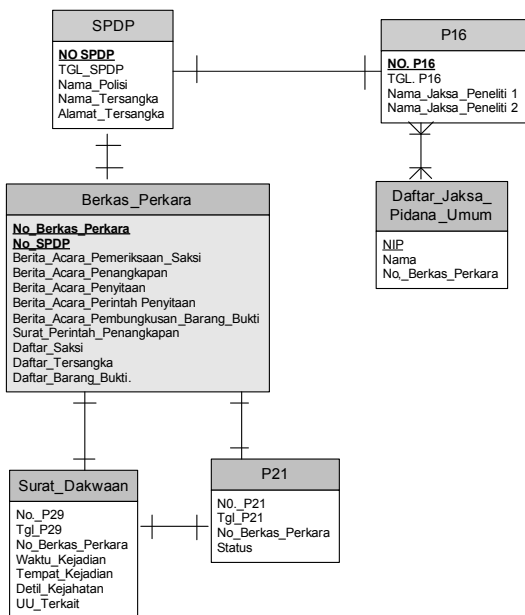 SPDP
NO SPDP
TGL_SPDP
Nama_Polisi
Nama_Tersangka
Alamat_Tersangka
P16
NO. P16
TGL. P16
Nama_Jaksa_Peneliti 1
Nama_Jaksa_Peneliti 2
Berkas_Perkara
No_Berkas_Perkara
No_SPDP
Berita_Acara_Pemeriksaan_Saksi
Berita_Acara_Penangkapan
Berita_Acara_Penyitaan
Berita_Acara_Perintah Penyitaan
Berita_Acara_Pembungkusan_Barang_Bukti
Surat_Perintah_Penangkapan
Daftar_Saksi
Daftar_Tersangka
Daftar_Barang_Bukti.
Daftar_Jaksa_
Pidana_Umum
NIP
Nama
No,_Berkas_Perkara
Surat_Dakwaan
No._P29
Tgl_P29
No_Berkas_Perkara
Waktu_Kejadian
Tempat_Kejadian
Detil_Kejahatan
UU_Terkait
P21
N0._P21
Tgl_P21
No_Berkas_Perkara
Status